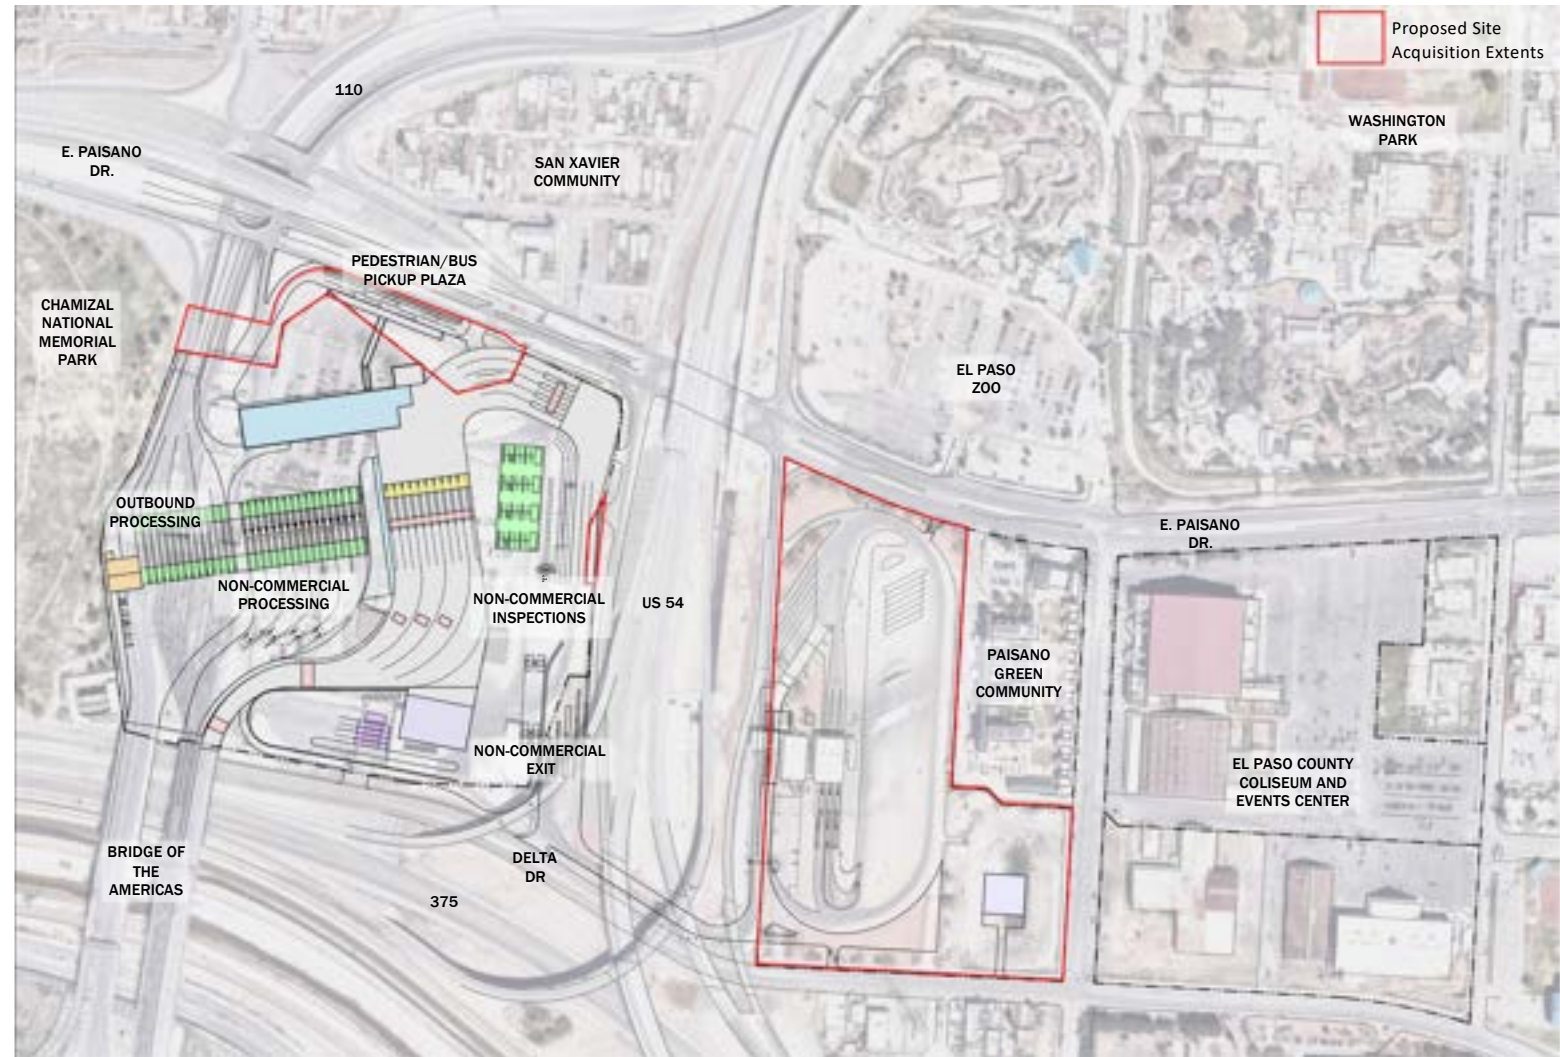 Proposed Site
Acquisition Extents
110
WASHINGTON
PARK
E. PAISANO
DR.
SAN XAVIER
COMMUNITY
PEDESTRIAN/BUS
PICKUP PLAZA
CHAMIZAL
NATIONAL
MEMORIAL
PARK
EL PASO
ZOO
OUTBOUND
PROCESSING
E. PAISANO
DR.
NON-COMMERCIAL
PROCESSING
NON-COMMERCIAL
INSPECTIONS
US 54
PAISANO
GREEN
COMMUNITY
NON-COMMERCIAL
EXIT
EL PASO COUNTY
COLISEUM AND
EVENTS CENTER
BRIDGE OF
THE
AMERICAS
DELTA
DR
375